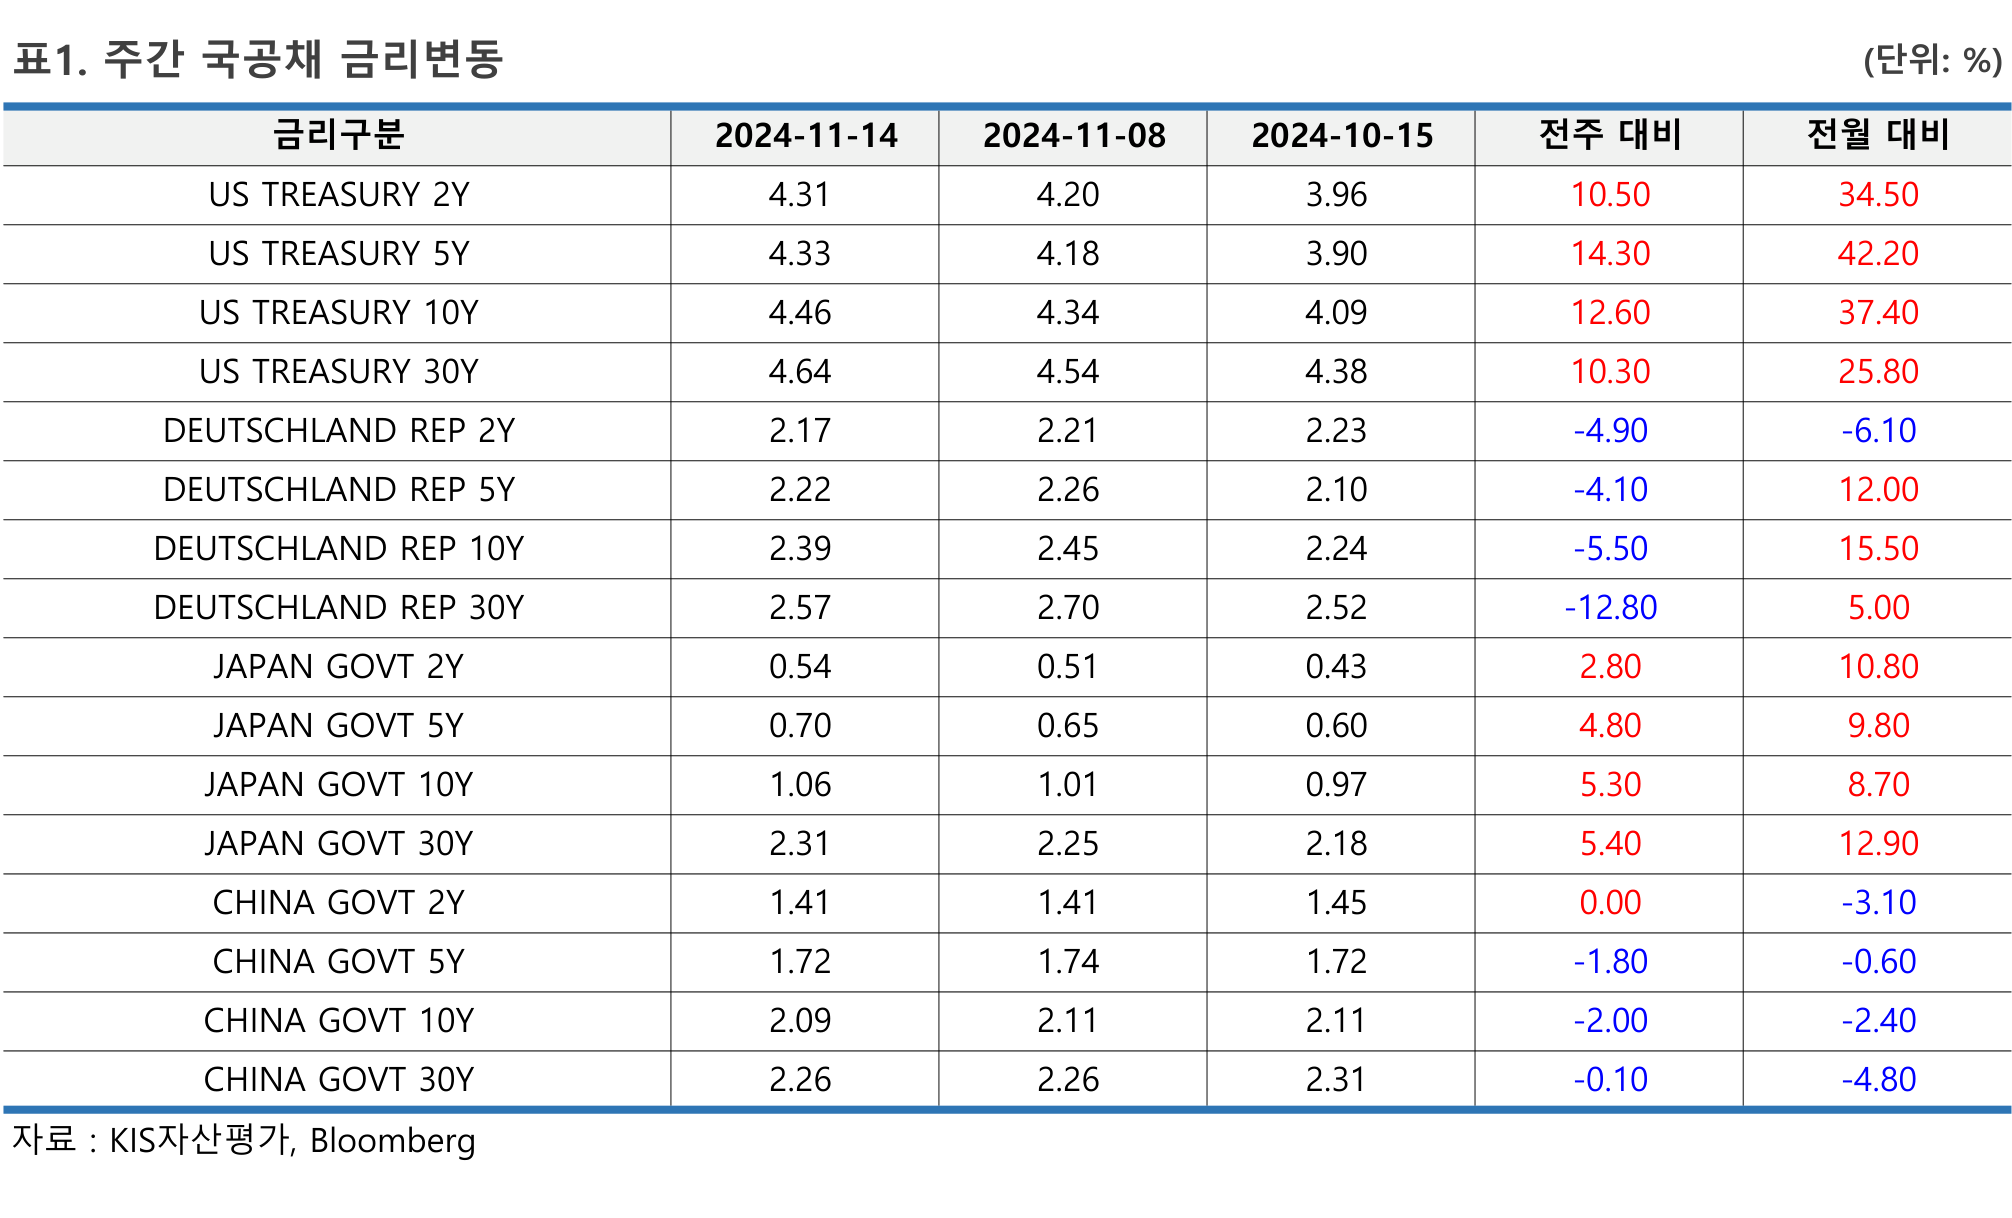 표1. 주간 국공채 금리변동 (단위: %)
금리구분 2024-11-14 2024-11-08 2024-10-15 전주 대비 전월 대비
US TREASURY 2Y 4.31 4.20 3.96 10.50 34.50
US TREASURY 5Y 4.33 4.18 3.90 14.30 42.20
US TREASURY 10Y 4.46 4.34 4.09 12.60 37.40
US TREASURY 30Y 4.64 4.54 4.38 10.30 25.80
DEUTSCHLAND REP 2Y 2.17 2.21 2.23 -4.90 -6.10
DEUTSCHLAND REP 5Y 2.22 2.26 2.10 -4.10 12.00
DEUTSCHLAND REP 10Y 2.39 2.45 2.24 -5.50 15.50
DEUTSCHLAND REP 30Y 2.57 2.70 2.52 -12.80 5.00
JAPAN GOVT 2Y 0.54 0.51 0.43 2.80 10.80
JAPAN GOVT 5Y 0.70 0.65 0.60 4.80 9.80
JAPAN GOVT 10Y 1.06 1.01 0.97 5.30 8.70
JAPAN GOVT 30Y 2.31 2.25 2.18 5.40 12.90
CHINA GOVT 2Y 1.41 1.41 1.45 0.00 -3.10
CHINA GOVT 5Y 1.72 1.74 1.72 -1.80 -0.60
CHINA GOVT 10Y 2.09 2.11 2.11 -2.00 -2.40
CHINA GOVT 30Y 2.26 2.26 2.31 -0.10 -4.80
자료 : KIS자산평가, Bloomberg